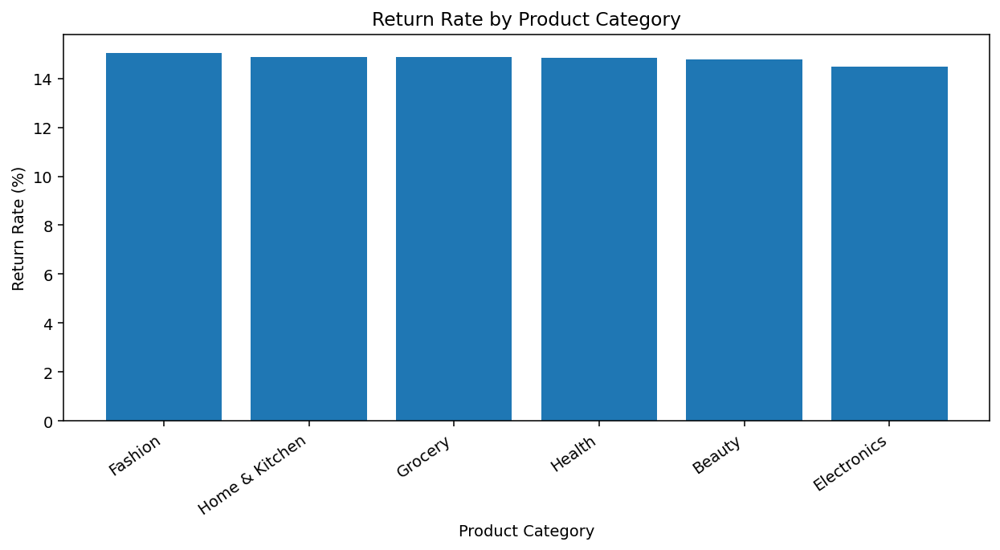 Return Rate by Product Category
Return Rate (%)
14
12
10
8
6
4
2
0
Fashion
Home & Kitchen
Grocery
Health
Beauty
Electronics
Product Category